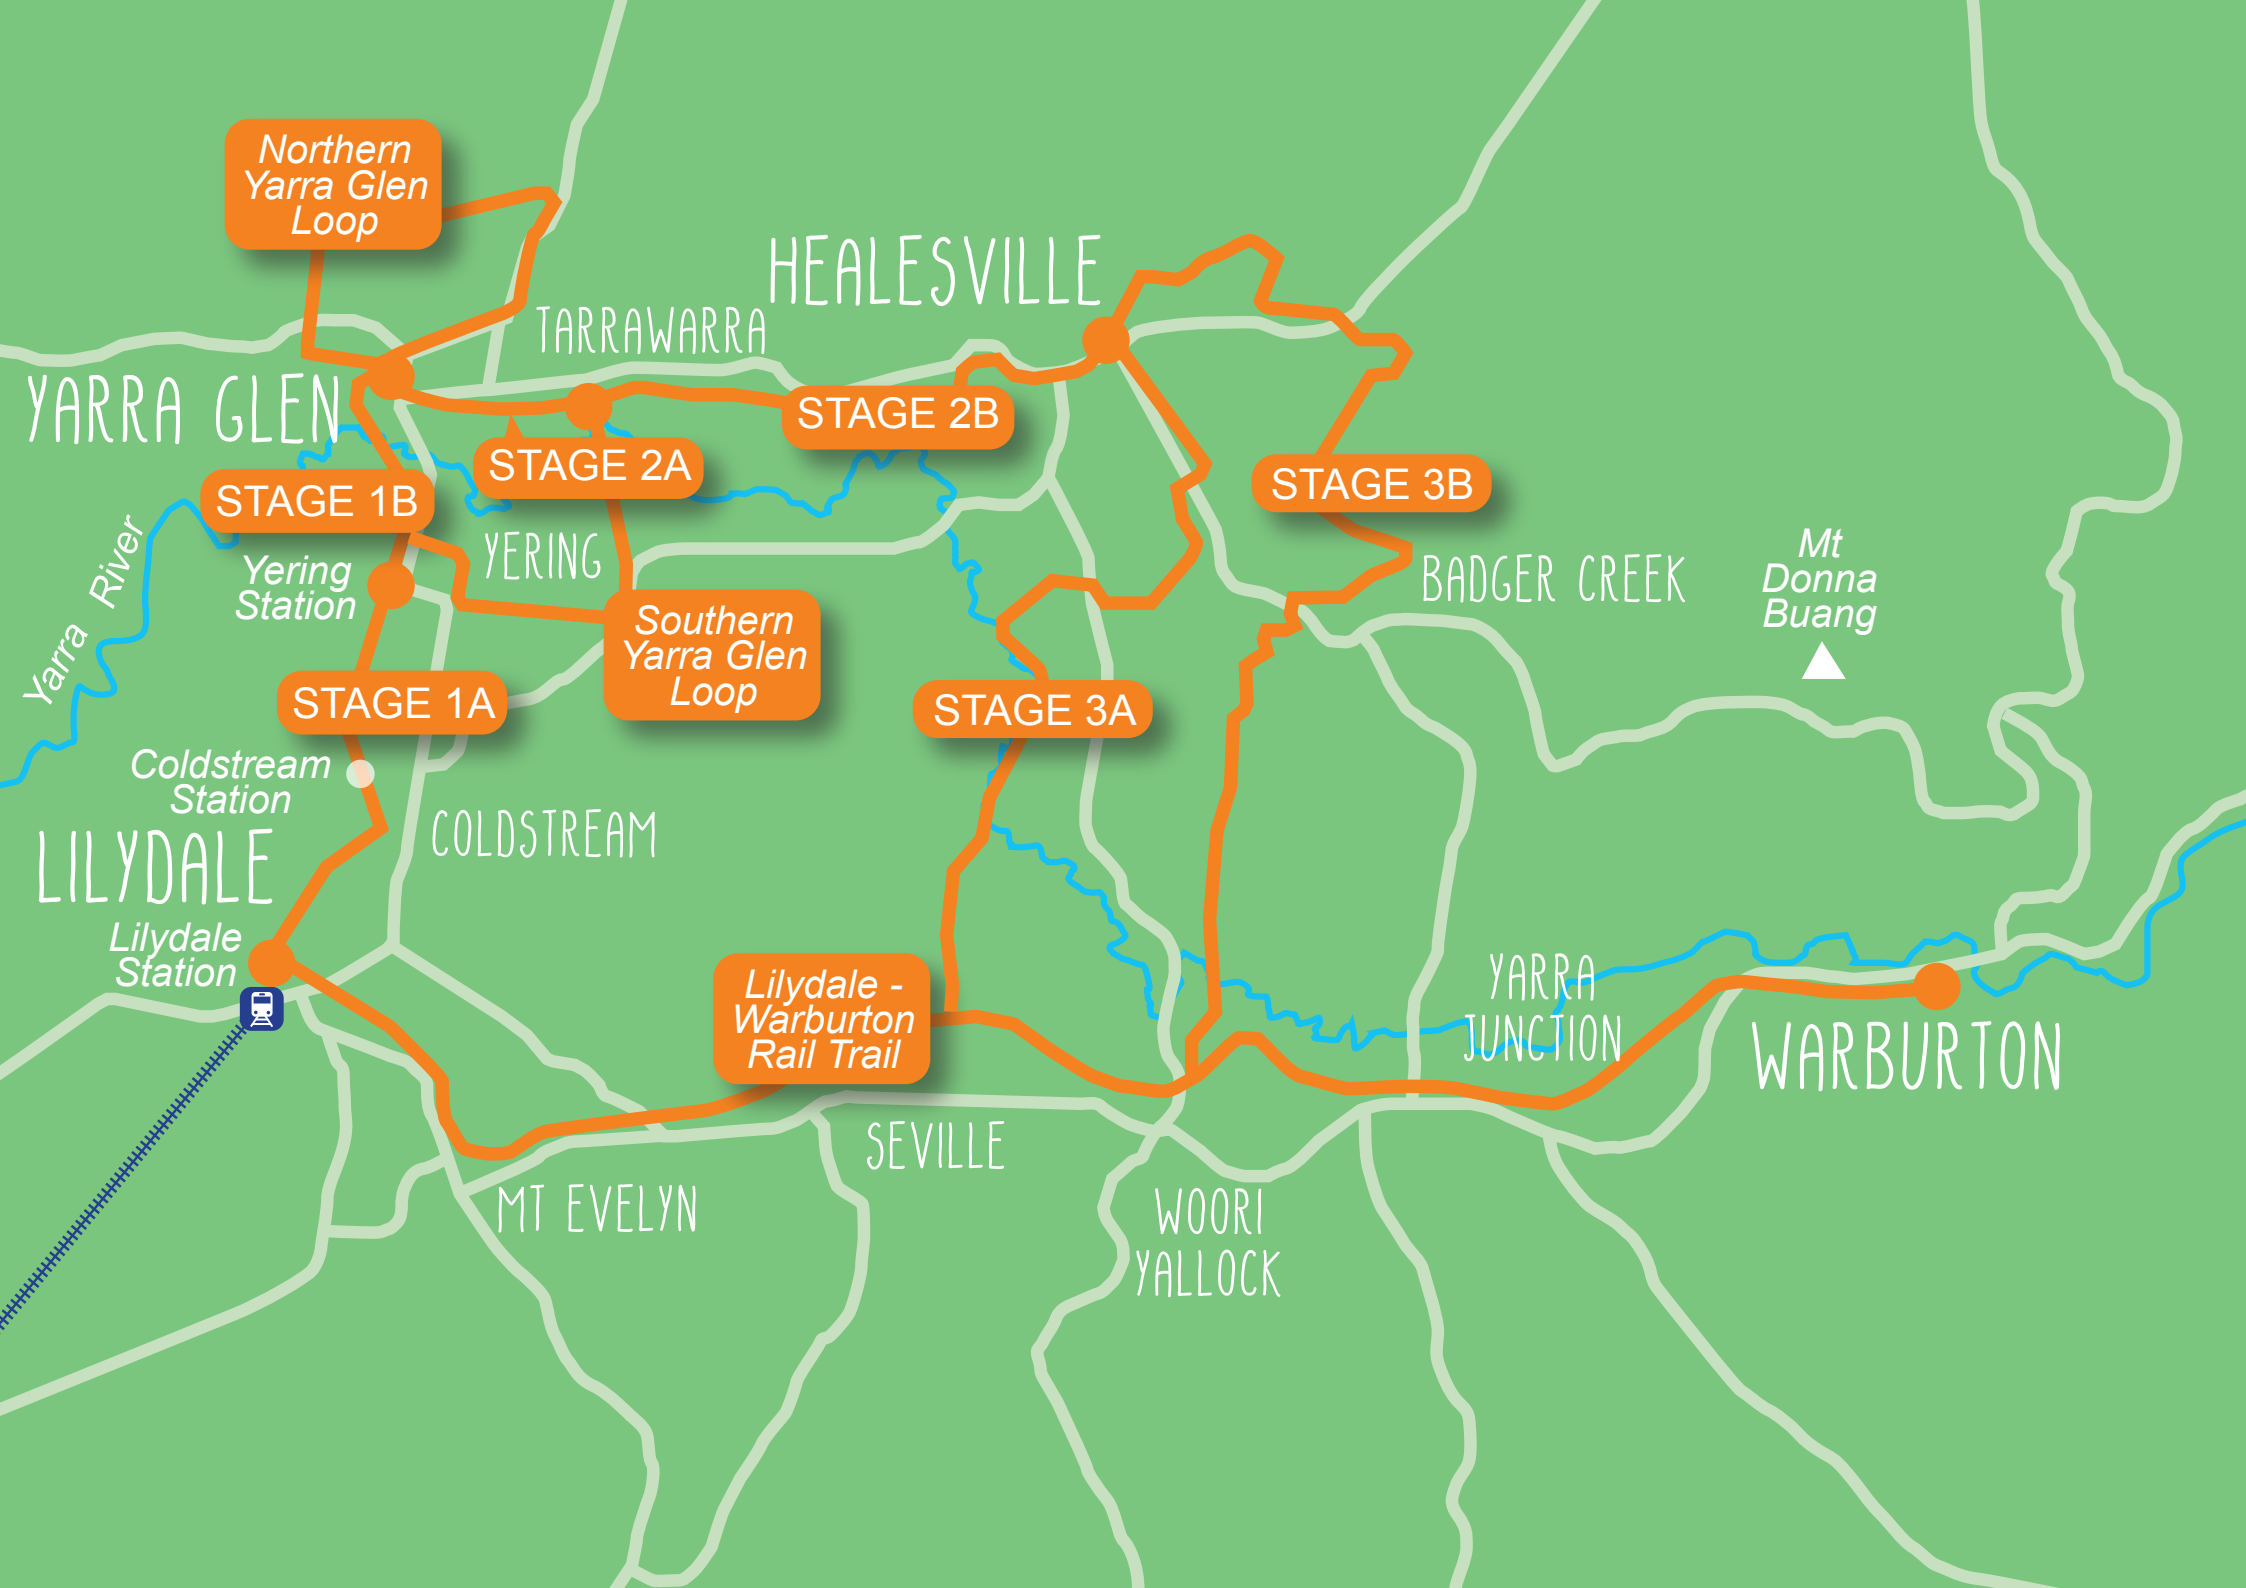 Northern
Yarra Glen
Loop
HEALESVILLE
TARRAWARRA
YARRA GLEN
STAGE 2B
STAGE 2A
STAGE 3B
STAGE 1B
YERING
Yering
Station
BADGER CREEK
Mt
Donna
Buang
Yarra River
Southern
Yarra Glen
Loop
STAGE 1A
STAGE 3A
Coldstream
Station
COLDSTREAM
LILYDALE
Lilydale
Station
Lilydale -
Warburton
Rail Trail
YARRA
JUNCTION
WARBURTON
SEVILLE
MT EVELYN
WOORI
YALLOCK